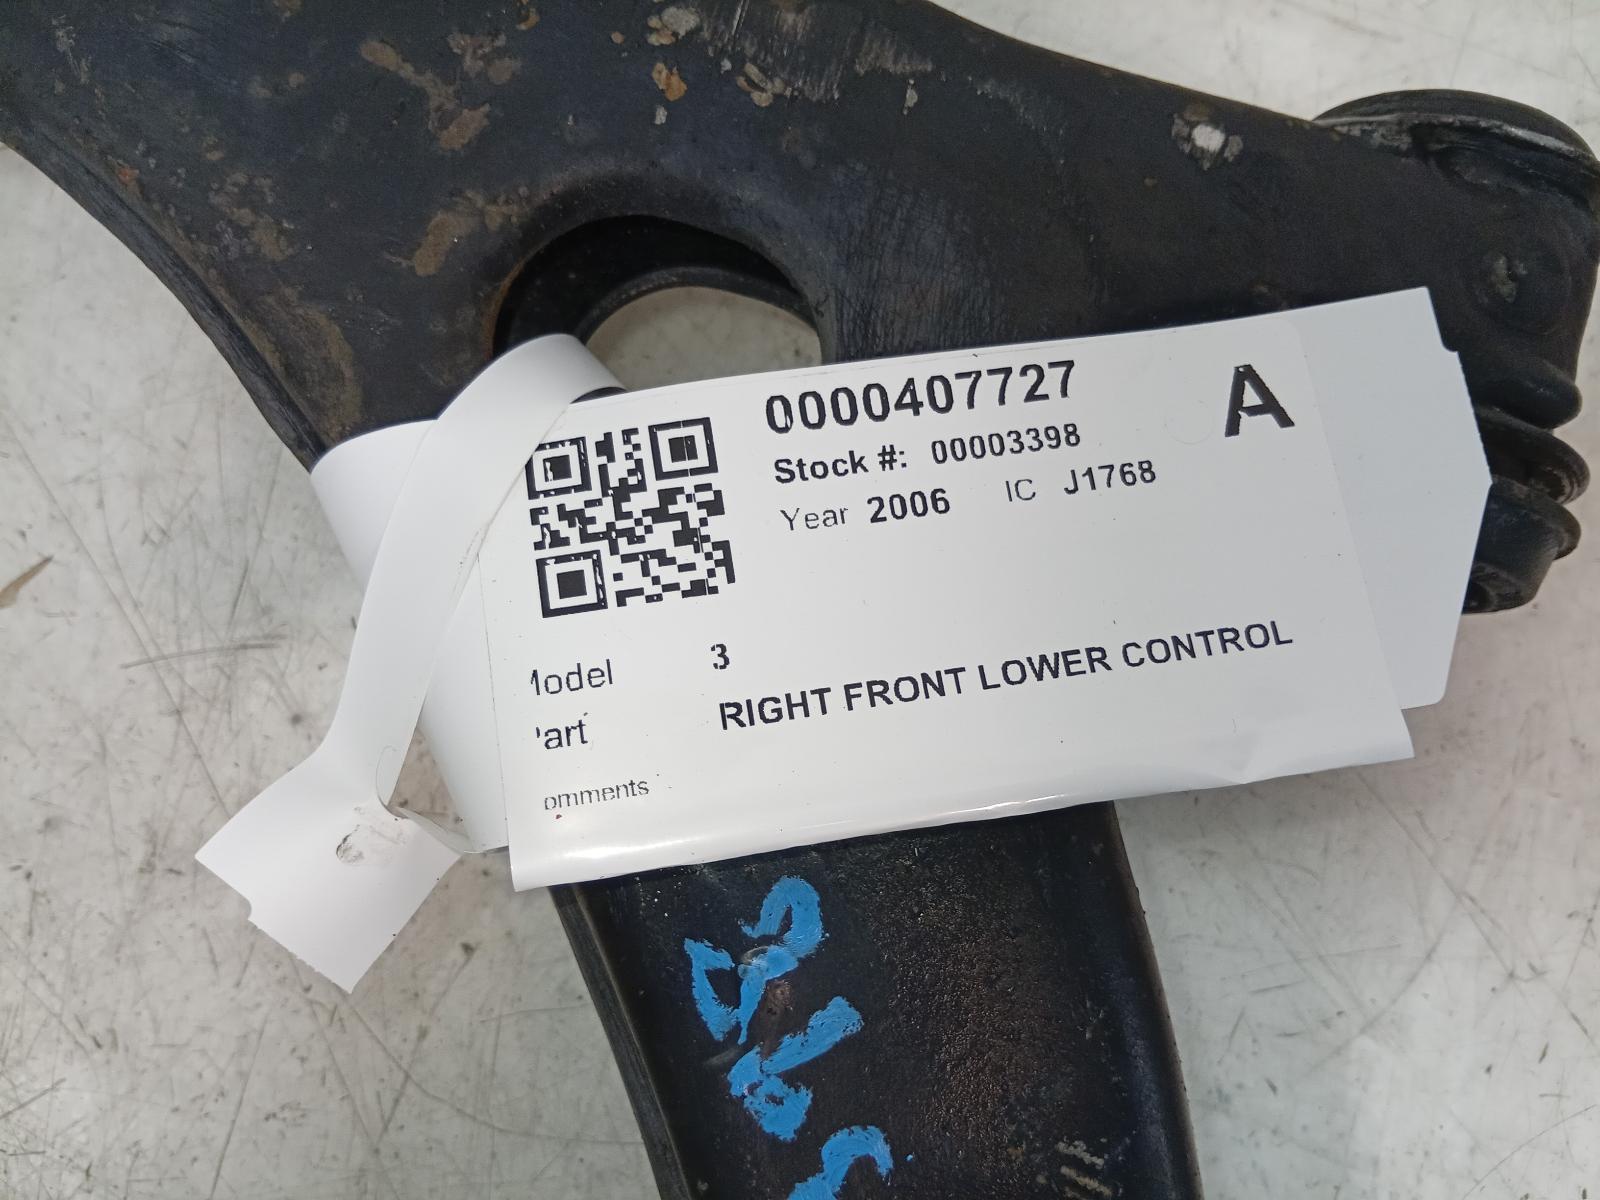 0000407727
A
Stock #: 00003398
Year 2006 IC J1768
Model 3
Part RIGHT FRONT LOWER CONTROL
omments